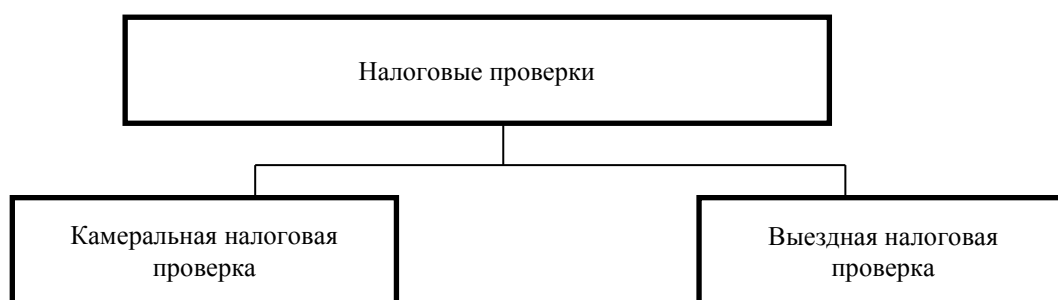 Налоговые проверки
Камеральная налоговая
проверка
Выездная налоговая
проверка